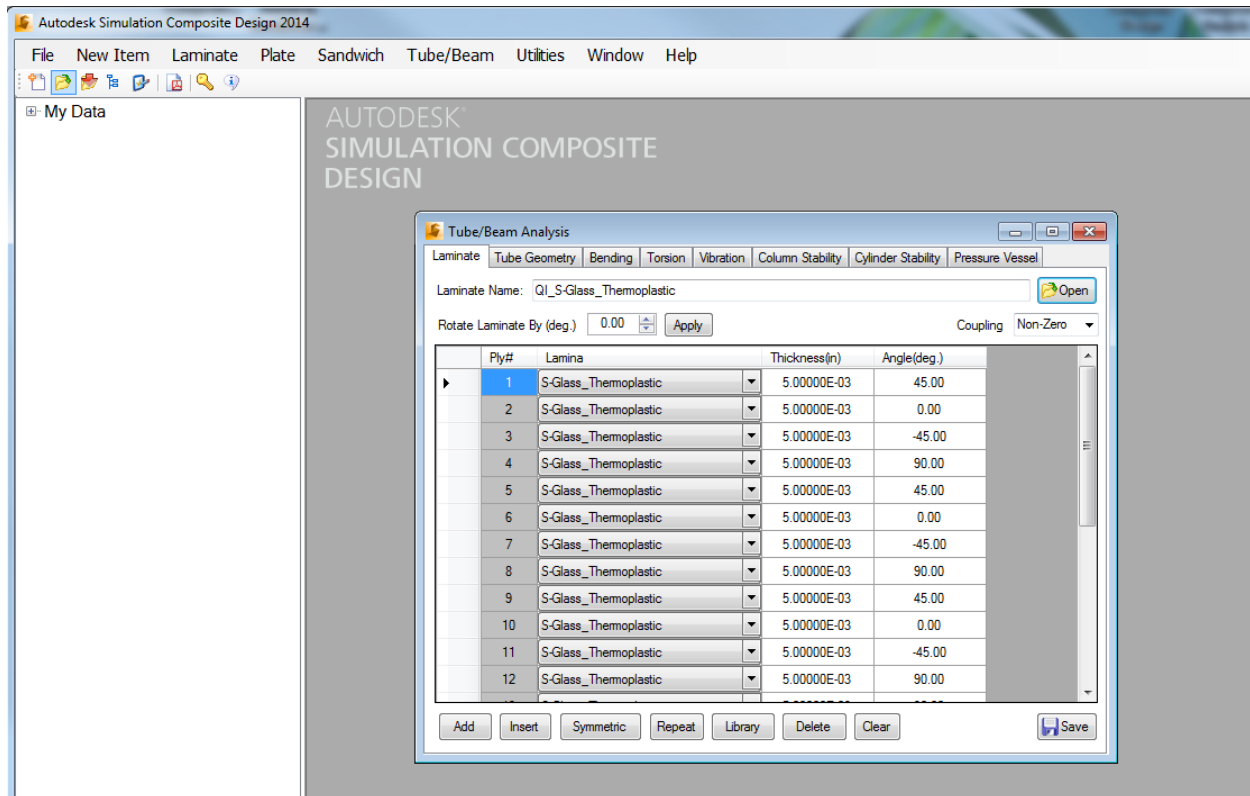 Autodesk Simulation Composite Design 2014
File New Item Laminate Plate Sandwich Tube/Beam Utilities Window Help
My Data
AUTODESK®
SIMULATION COMPOSITE
DESIGN
Tube/Beam Analysis
Laminate Tube Geometry Bending Torsion Vibration Column Stability Cylinder Stability Pressure Vessel
Laminate Name: QI_S-Glass_Thermoplastic Open
Rotate Laminate By (deg.) 0.00 Apply Coupling Non-Zero
Ply# Lamina Thickness(in) Angle(deg.)
1 S-Glass_Thermoplastic 5.00000E-03 45.00
2 S-Glass_Thermoplastic 5.00000E-03 0.00
3 S-Glass_Thermoplastic 5.00000E-03 -45.00
4 S-Glass_Thermoplastic 5.00000E-03 90.00
5 S-Glass_Thermoplastic 5.00000E-03 45.00
6 S-Glass_Thermoplastic 5.00000E-03 0.00
7 S-Glass_Thermoplastic 5.00000E-03 -45.00
8 S-Glass_Thermoplastic 5.00000E-03 90.00
9 S-Glass_Thermoplastic 5.00000E-03 45.00
10 S-Glass_Thermoplastic 5.00000E-03 0.00
11 S-Glass_Thermoplastic 5.00000E-03 -45.00
12 S-Glass_Thermoplastic 5.00000E-03 90.00
Add Insert Symmetric Repeat Library Delete Clear Save